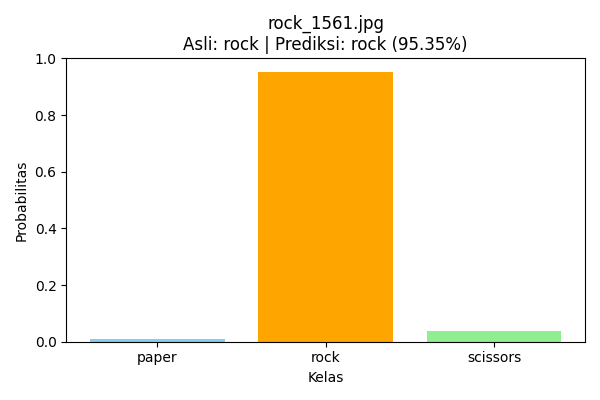 rock_1561.jpg
Asli: rock | Prediksi: rock (95.35%)
1.0
0.8
0.6
0.4
0.2
0.0
Probabilitas
paper rock scissors
Kelas